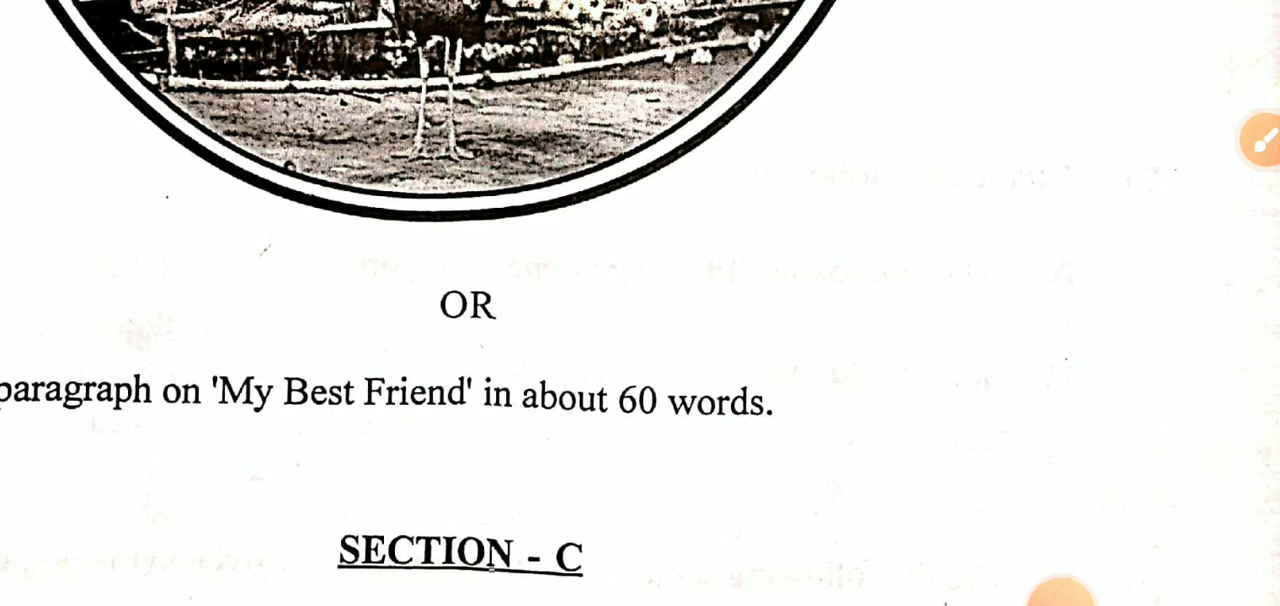 OR
paragraph on 'My Best Friend' in about 60 words.
SECTION - C